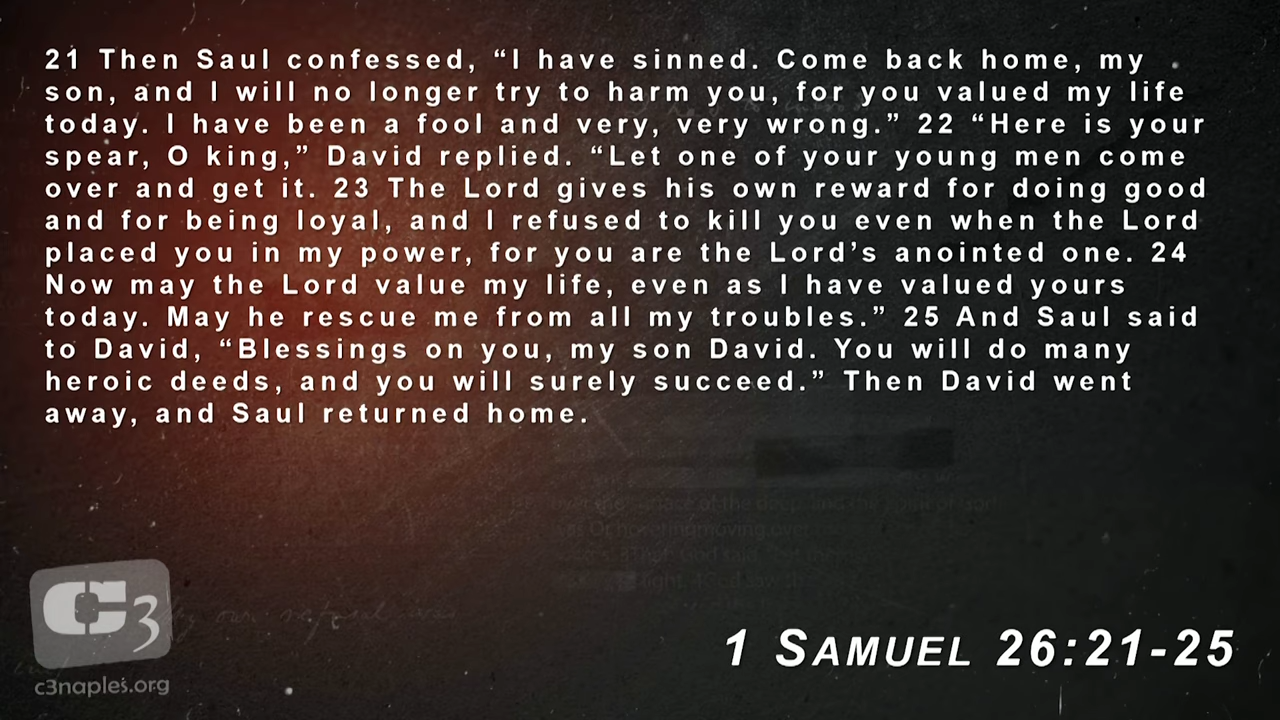 21 Then Saul confessed, “I have sinned. Come back home, my
son, and I will no longer try to harm you, for you valued my life
today. I have been a fool and very, very wrong.” 22 “Here is your
spear, O king,” David replied. “Let one of your young men come
over and get it. 23 The Lord gives his own reward for doing good
and for being loyal, and I refused to kill you even when the Lord
placed you in my power, for you are the Lord’s anointed one. 24
Now may the Lord value my life, even as I have valued yours
today. May he rescue me from all my troubles.” 25 And Saul said
to David, “Blessings on you, my son David. You will do many
heroic deeds, and you will surely succeed.” Then David went
away, and Saul returned home.
C3
c3naples.org
1 SAMUEL 26:21-25